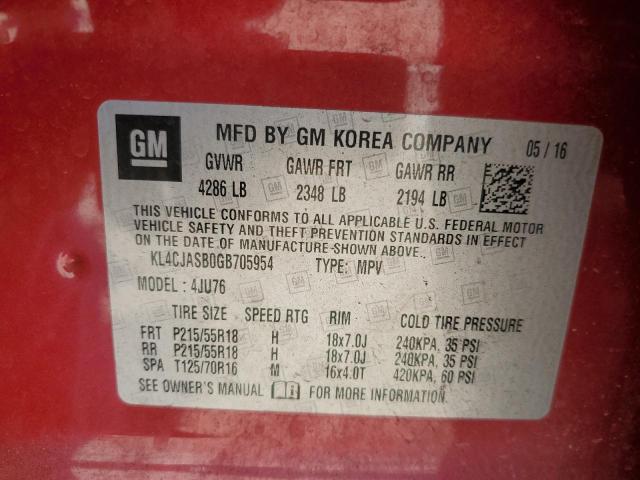 GM MFD BY GM KOREA COMPANY 05 / 16
GVWR GAWR FRT GAWR RR
4286 LB 2348 LB 2194 LB
THIS VEHICLE CONFORMS TO ALL APPLICABLE U.S. FEDERAL MOTOR
VEHICLE SAFETY AND THEFT PREVENTION STANDARDS IN EFFECT
ON THE DATE OF MANUFACTURE SHOWN ABOVE.
KL4CJASB0GB705954 TYPE: MPV
MODEL: 4JU76
TIRE SIZE SPEED RTG RIM COLD TIRE PRESSURE
FRT P215/55R18 H 18x7.0J 240KPA, 35 PSI
RR P215/55R18 H 18x7.0J 240KPA, 35 PSI
SPA T125/70R16 M 16x4.0T 420KPA, 60 PSI
SEE OWNER'S MANUAL FOR MORE INFORMATION.